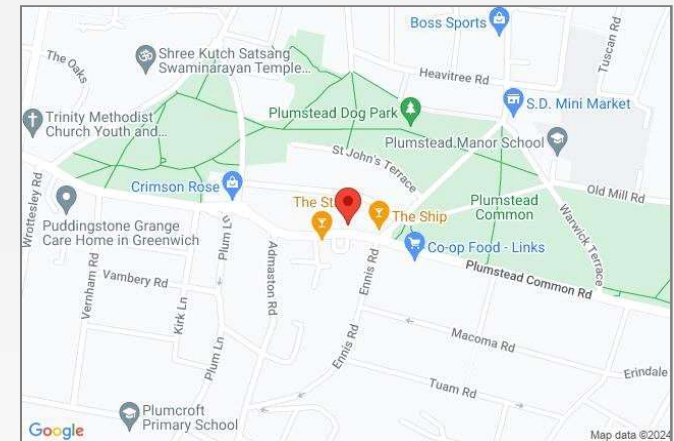 Boss Sports
Tuscan Rd
The Oaks
Shree Kutch Satsang
Swaminarayan Temple...
Heavitree Rd
S.D. Mini Market
Plumstead Dog Park
Trinity Methodist
Church Youth and...
Plumstead Manor School
St John's Terrace
Crimson Rose
Old Mill Rd
Wrottesley Rd
The St
The Ship
Plumstead
Common
Warwick Terrace
Puddingstone Grange
Care Home in Greenwich
Plum Ln
Admaston Rd
Co-op Food - Links
Plumstead Common Rd
Vernham Rd
Vambery Rd
Kirk Ln
Ennis Rd
Plum Ln
Ennis Rd
Macoma Rd
Erindale
Tuam Rd
Plumcroft
Primary School
Google
Map data ©2024